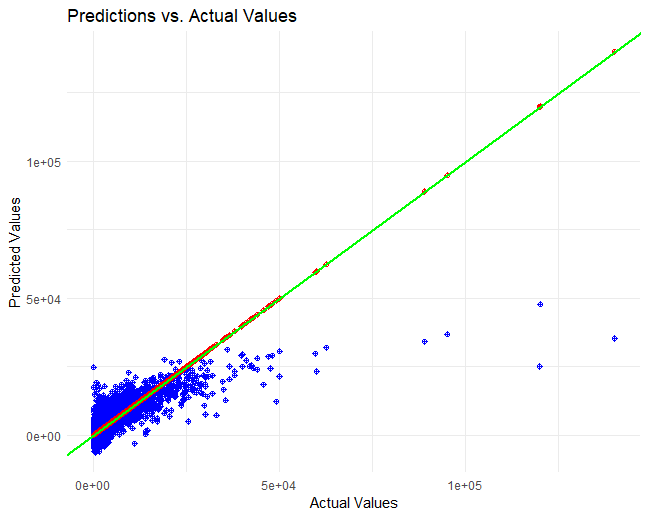 Predictions vs. Actual Values
1e+05
5e+04
0e+00
Predicted Values
0e+00 5e+04 1e+05
Actual Values